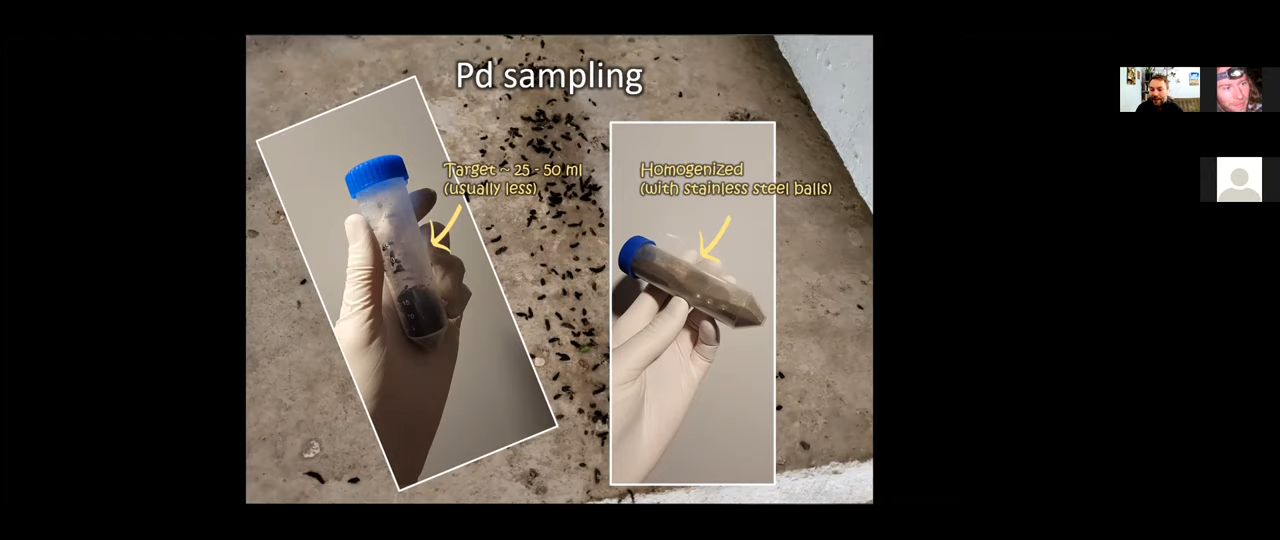 Pd sampling
Target ~ 25 - 50 ml
(usually less)
Homogenized
(with stainless steel balls)